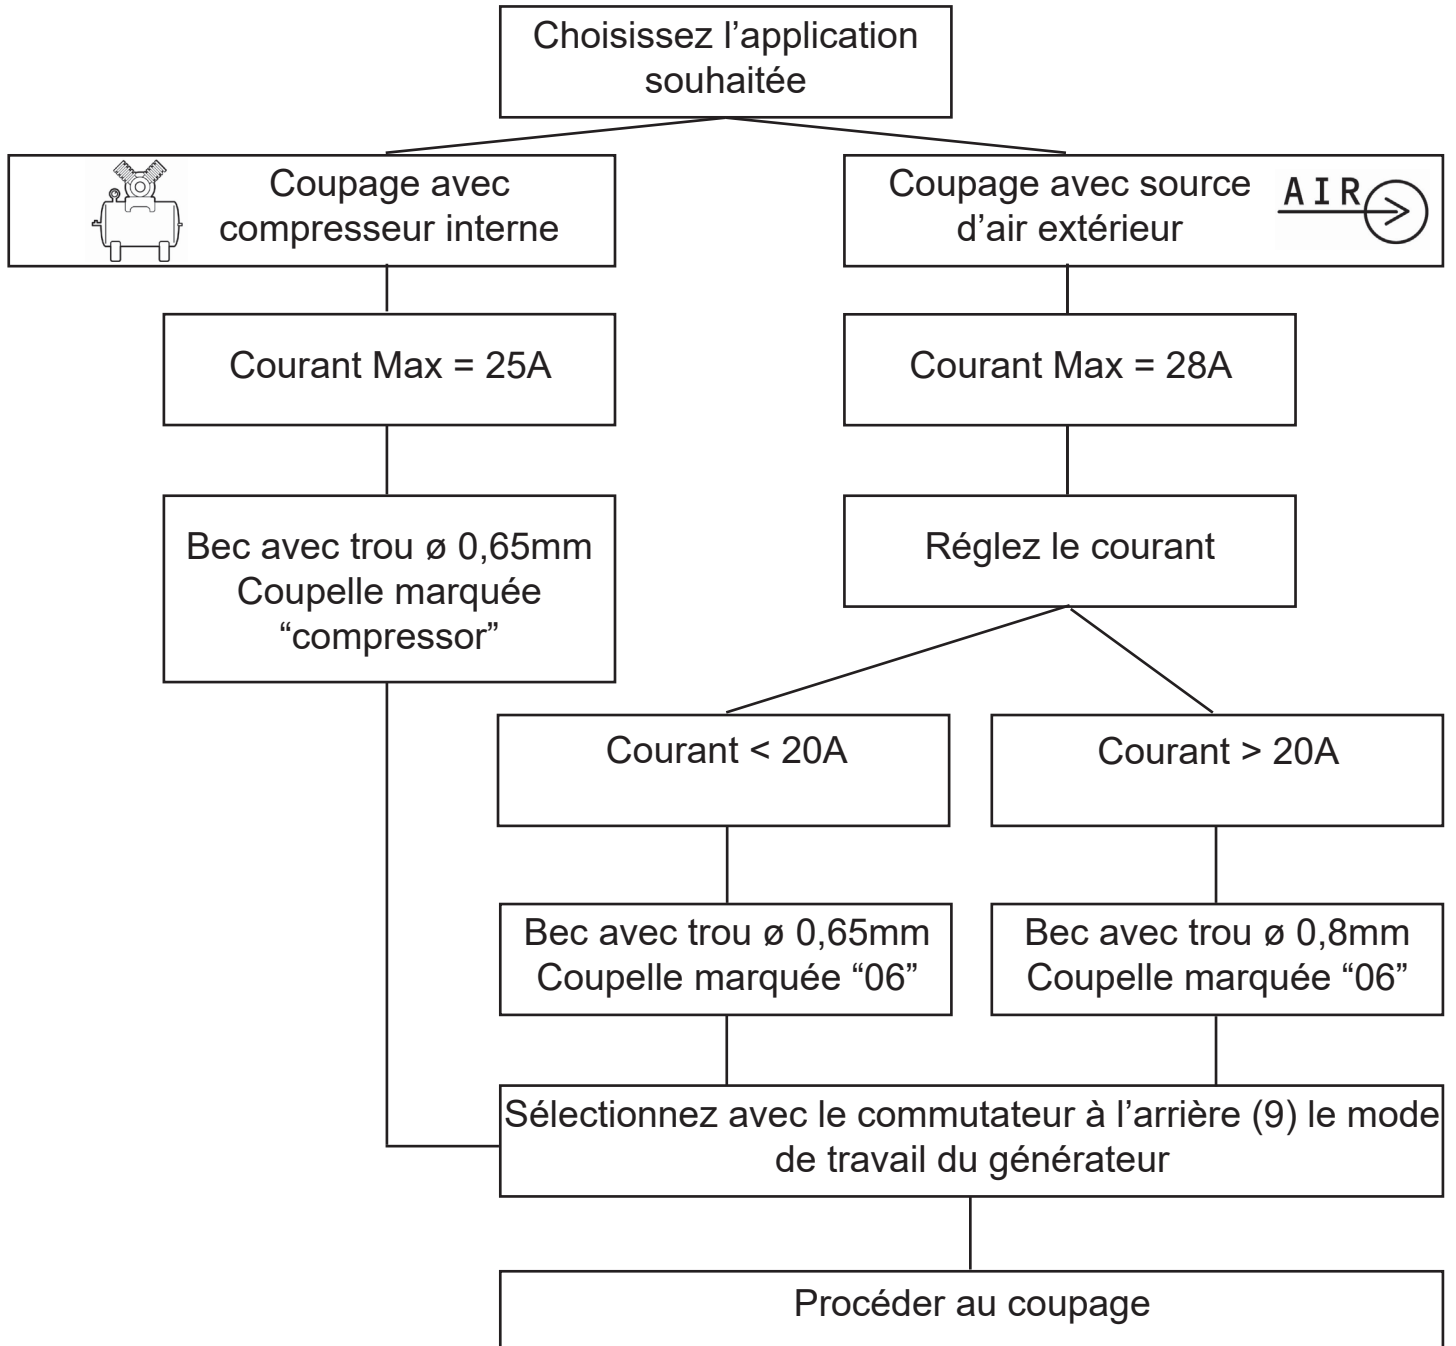 Choisissez l’application
souhaitée
Coupage avec
compresseur interne
Coupage avec source
d’air extérieur
AIR
Courant Max = 25A
Courant Max = 28A
Bec avec trou ø 0,65mm
Coupelle marquée
“compressor”
Réglez le courant
Courant < 20A
Courant > 20A
Bec avec trou ø 0,65mm
Coupelle marquée “06”
Bec avec trou ø 0,8mm
Coupelle marquée “06”
Sélectionnez avec le commutateur à l’arrière (9) le mode
de travail du générateur
Procéder au coupage